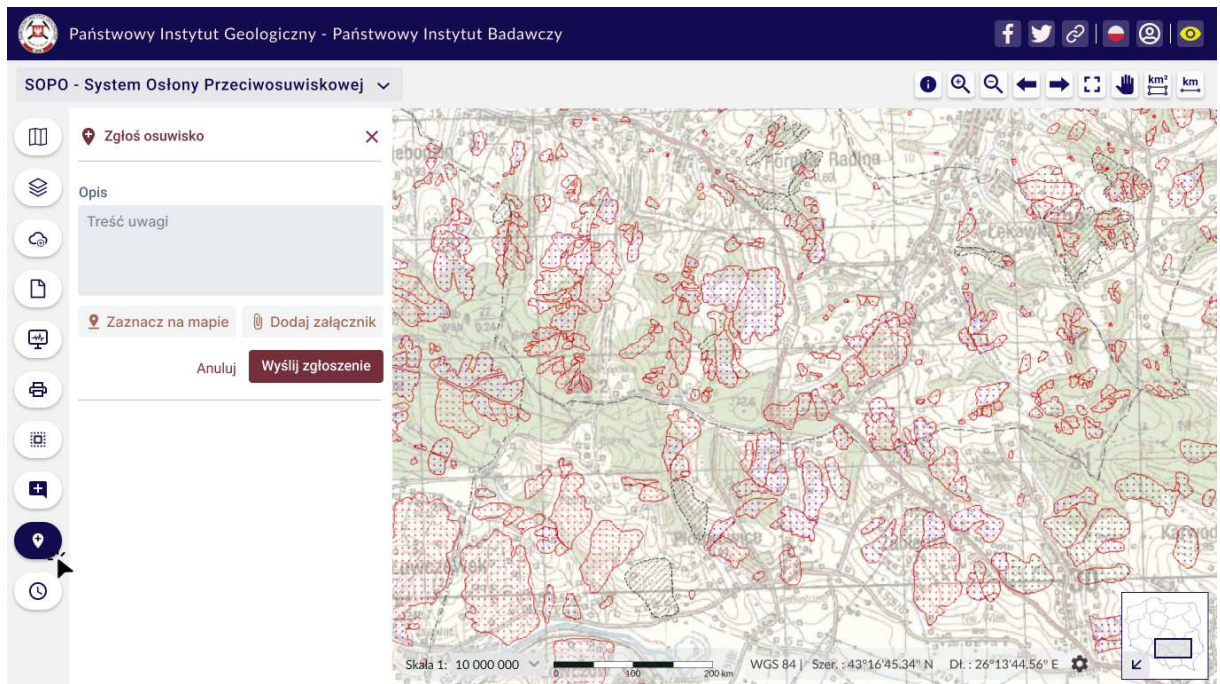 Państwowy Instytut Geologiczny - Państwowy Instytut Badawczy
SOPO - System Osłony Przeciwosuwiskowej
km²
km
Zgłoś osuwisko
Opis
Treść uwagi
Zaznacz na mapie
Dodaj załącznik
Anuluj
Wyślij zgłoszenie
Radlna
Łękawka
Skala 1: 10 000 000
0 100 200 km
WGS 84 | Szer. : 43°16'45.34" N Dł. : 26°13'44,56" E